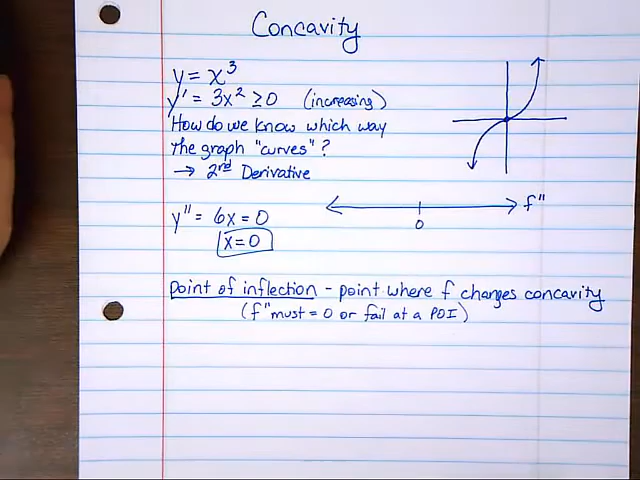 Concavity
y = x³
y' = 3x² ≥ 0 (increasing)
How do we know which way
the graph "curves"?
→ 2nd Derivative
y" = 6x = 0
x = 0
f"
0
Point of inflection - point where f changes concavity
(f" must = 0 or fail at a POI)